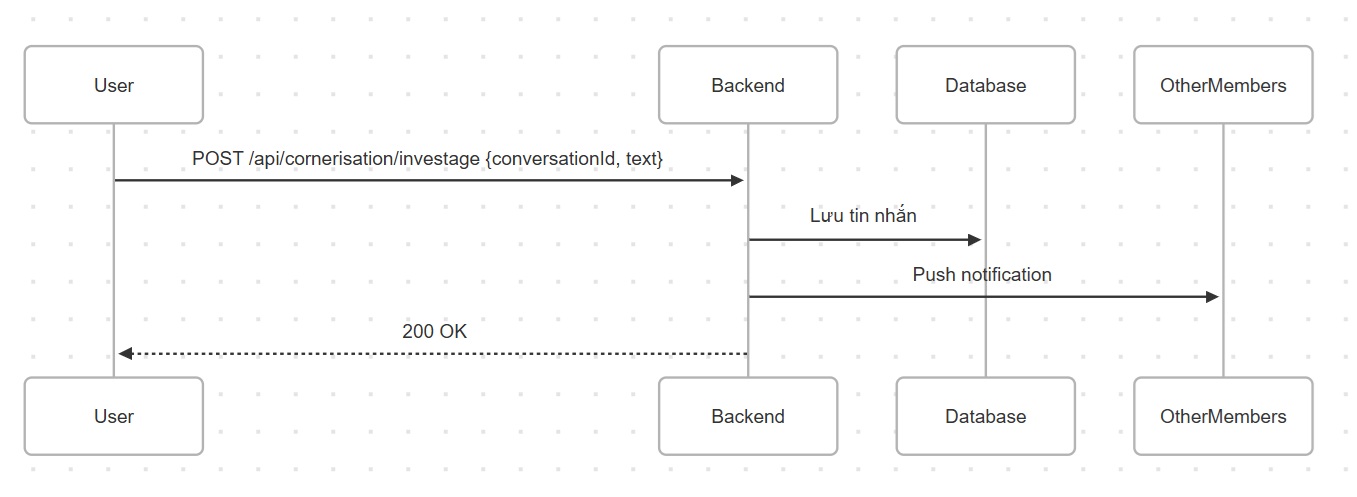 User
Backend
Database
OtherMembers
POST /api/cornerisation/investage {conversationId, text}
Lưu tin nhắn
Push notification
200 OK
User
Backend
Database
OtherMembers